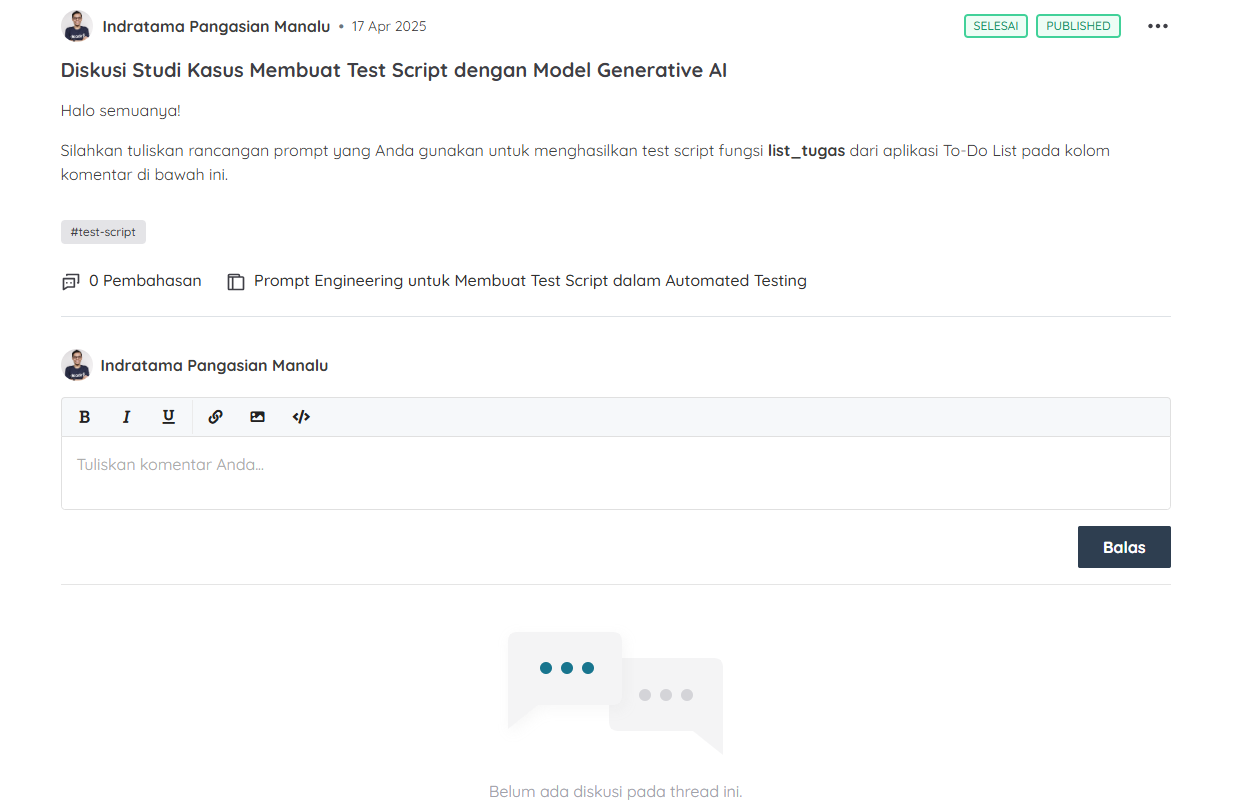 Indratama Pangasian Manalu • 17 Apr 2025 SELESAI PUBLISHED
Diskusi Studi Kasus Membuat Test Script dengan Model Generative AI
Halo semuanya!
Silahkan tuliskan rancangan prompt yang Anda gunakan untuk menghasilkan test script fungsi list_tugas dari aplikasi To-Do List pada kolom
komentar di bawah ini.
#test-script
0 Pembahasan Prompt Engineering untuk Membuat Test Script dalam Automated Testing
Indratama Pangasian Manalu
B I U </>
Tuliskan komentar Anda...
Balas
Belum ada diskusi pada thread ini.